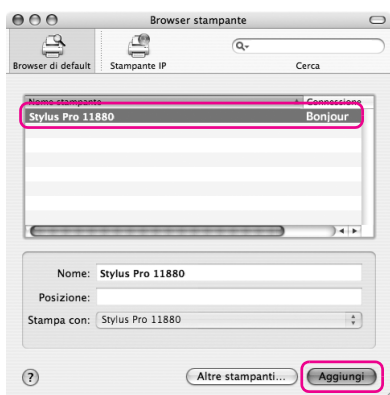 Browser stampante
Browser di default Stampante IP Cerca
Nome stampante Connessione
Stylus Pro 11880 Bonjour
Nome: Stylus Pro 11880
Posizione:
Stampa con: Stylus Pro 11880
? Altre stampanti... Aggiungi